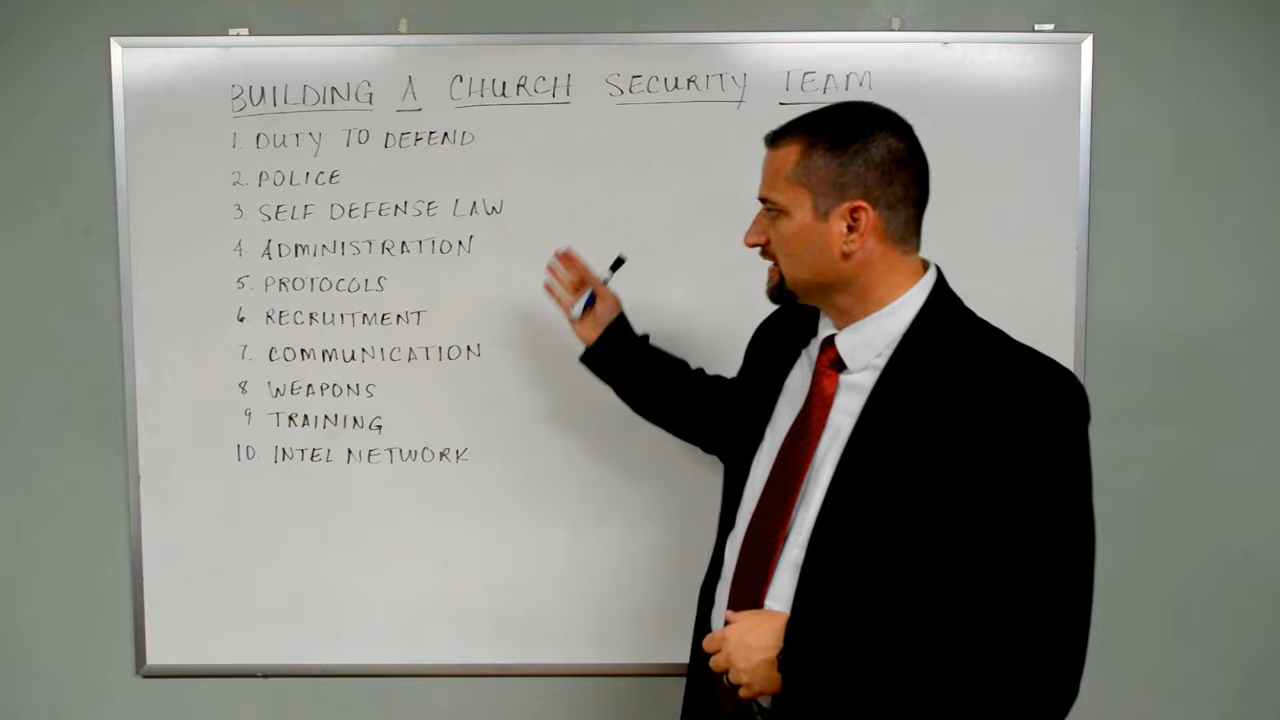 BUILDING A CHURCH SECURITY TEAM
1. DUTY TO DEFEND
2. POLICE
3. SELF DEFENSE LAW
4. ADMINISTRATION
5. PROTOCOLS
6 RECRUITMENT
7. COMMUNICATION
8 WEAPONS
9 TRAINING
10. INTEL NETWORK